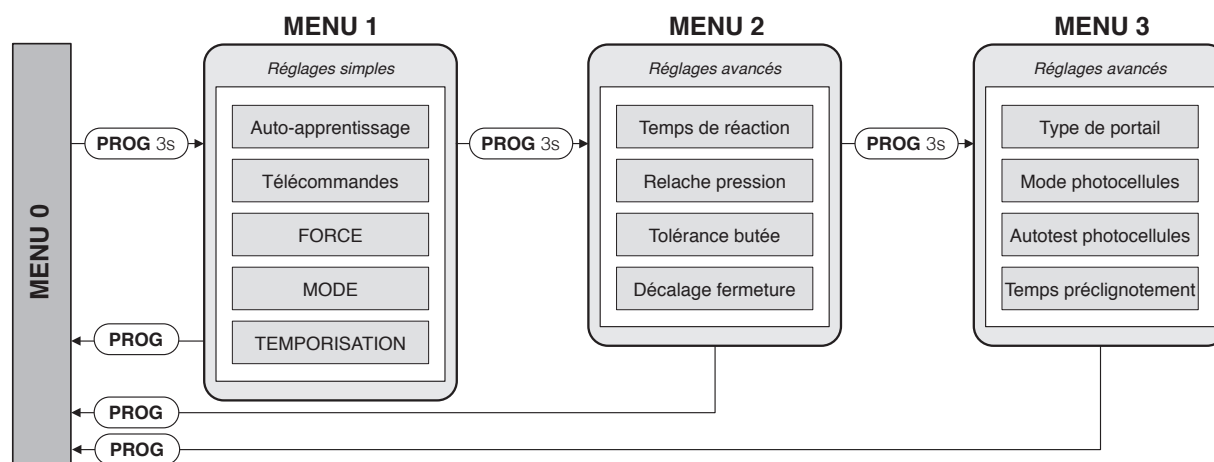 MENU 1
MENU 2
MENU 3
Réglages simples
Réglages avancés
Réglages avancés
MENU 0
PROG 3s
Auto-apprentissage
Télécommandes
FORCE
MODE
TEMPORISATION
PROG 3s
Temps de réaction
Relache pression
Tolérance butée
Décalage fermeture
PROG 3s
Type de portail
Mode photocellules
Autotest photocellules
Temps préclignotement
PROG
PROG
PROG